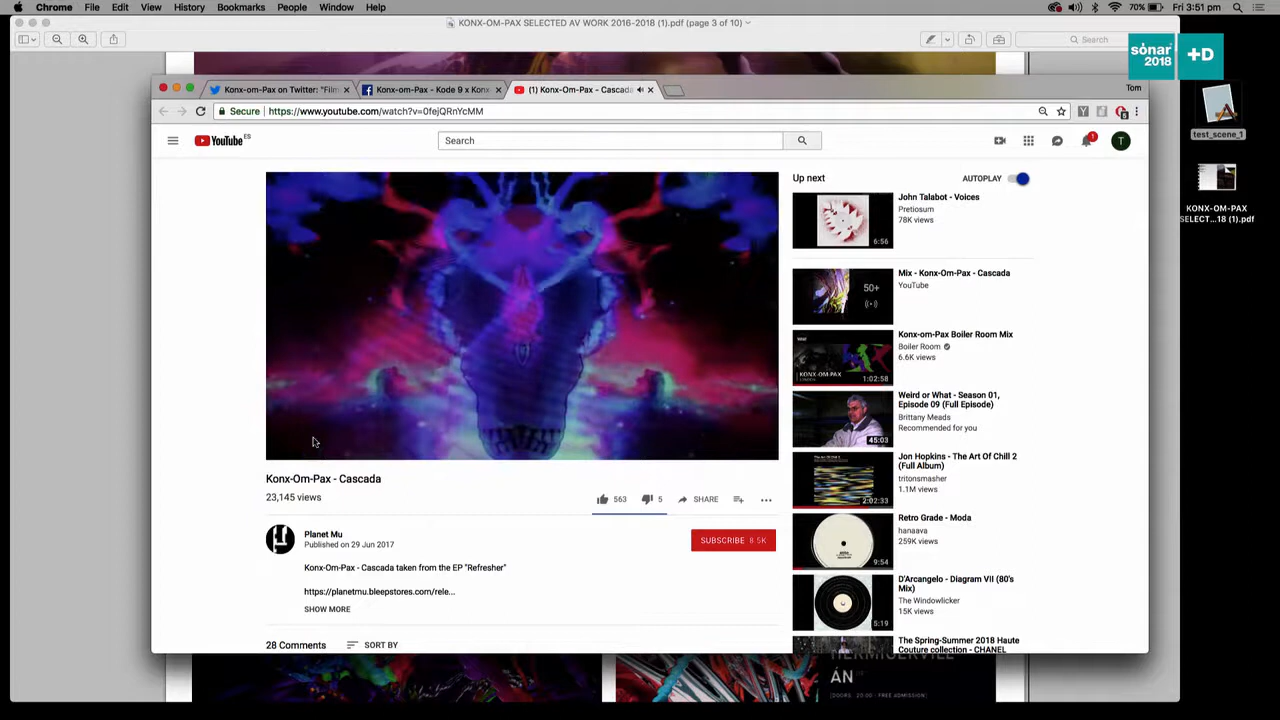 Chrome File Edit View History Bookmarks People Window Help
70% Fri 3:51 pm
KONX-OM-PAX SELECTED AV WORK 2016-2018 (1).pdf (page 3 of 10)
Search
sónar
2018
+D
Konx-om-Pax on Twitter: "Film
Konx-om-Pax - Kode 9 x Konx
(1) Konx-Om-Pax - Cascada
Tom
Secure https://www.youtube.com/watch?v=0fejQRnYcMM
test_scene_1
YouTube ES
Search
1
T
KONX-OM-PAX
SELECT...18 (1).pdf
Up next
AUTOPLAY
John Talabot - Voices
Pretiosum
78K views
6:56
Mix - Konx-Om-Pax - Cascada
YouTube
50+
Konx-om-Pax Boiler Room Mix
Boiler Room
6.6K views
KONX-OM-PAX
1:02:58
Weird or What - Season 01,
Episode 09 (Full Episode)
Brittany Meads
Recommended for you
45:03
Jon Hopkins - The Art Of Chill 2
(Full Album)
tritonsmasher
1.1M views
2:02:33
Retro Grade - Moda
hanaava
259K views
9:54
D'Arcangelo - Diagram VII (80's
Mix)
The Windowlicker
15K views
5:19
The Spring-Summer 2018 Haute
Couture collection - CHANEL
Konx-Om-Pax - Cascada
23,145 views
563
5
SHARE
Planet Mu
Published on 29 Jun 2017
SUBSCRIBE 8.5K
Konx-Om-Pax - Cascada taken from the EP "Refresher"
https://planetmu.bleepstores.com/rele...
SHOW MORE
28 Comments
SORT BY
ÁN
(DOORS: 20:00 · FREE ADMISSION)